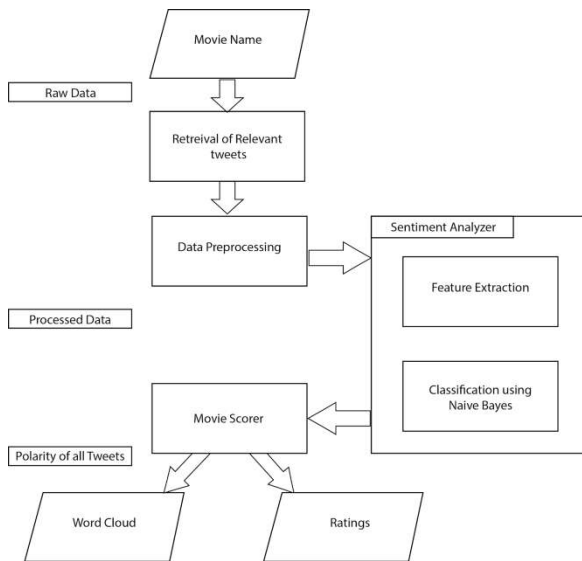 Movie Name
Raw Data
Retreival of Relevant
tweets
Data Preprocessing
Sentiment Analyzer
Feature Extraction
Processed Data
Classification using
Naive Bayes
Movie Scorer
Polarity of all Tweets
Word Cloud
Ratings